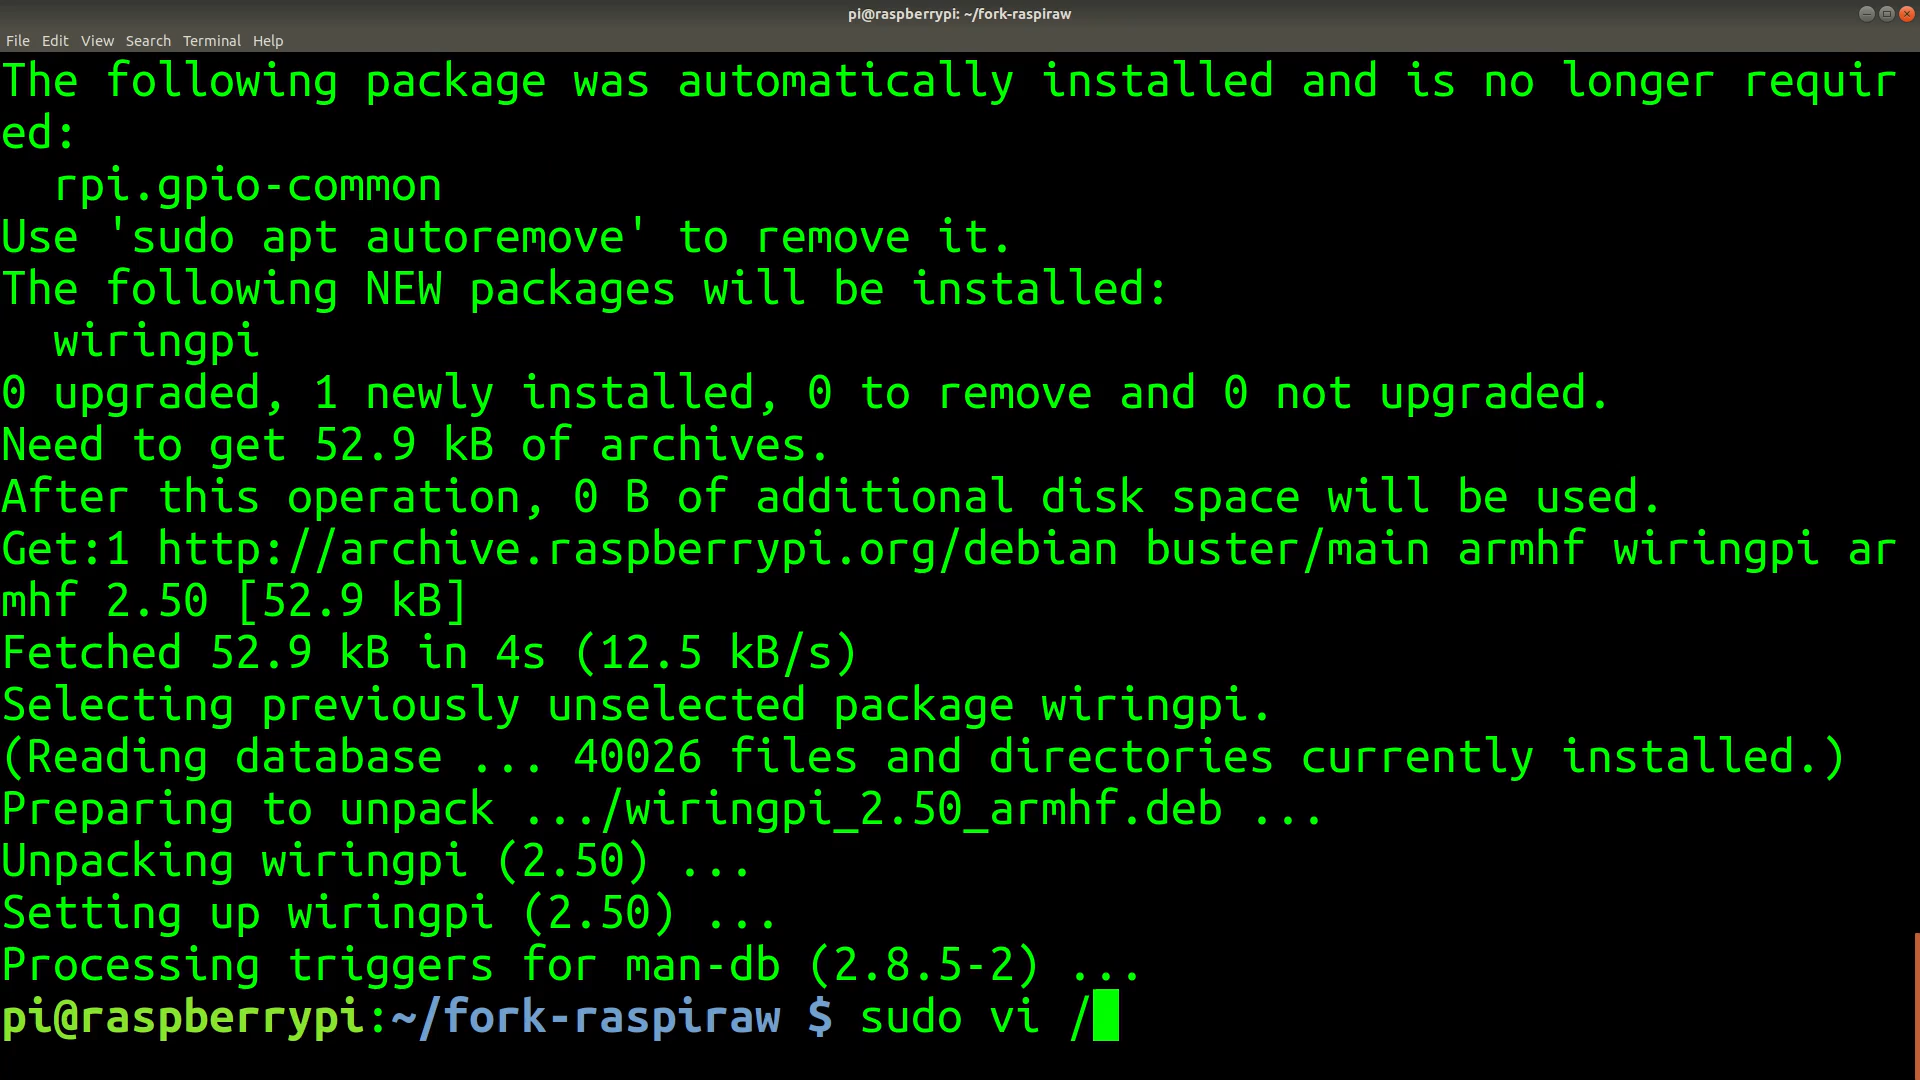 pi@raspberrypi: ~/fork-raspiraw
File Edit View Search Terminal Help
The following package was automatically installed and is no longer requir
ed:
  rpi.gpio-common
Use 'sudo apt autoremove' to remove it.
The following NEW packages will be installed:
  wiringpi
0 upgraded, 1 newly installed, 0 to remove and 0 not upgraded.
Need to get 52.9 kB of archives.
After this operation, 0 B of additional disk space will be used.
Get:1 http://archive.raspberrypi.org/debian buster/main armhf wiringpi ar
mhf 2.50 [52.9 kB]
Fetched 52.9 kB in 4s (12.5 kB/s)
Selecting previously unselected package wiringpi.
(Reading database ... 40026 files and directories currently installed.)
Preparing to unpack .../wiringpi_2.50_armhf.deb ...
Unpacking wiringpi (2.50) ...
Setting up wiringpi (2.50) ...
Processing triggers for man-db (2.8.5-2) ...
pi@raspberrypi:~/fork-raspiraw $ sudo vi /